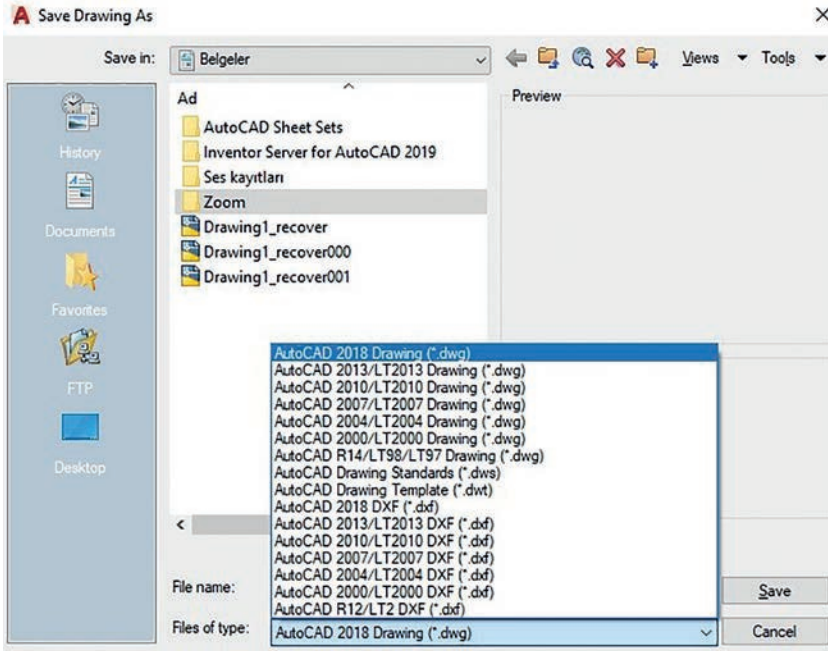 Save Drawing As
Save in: Belgeler Views Tools
Ad
Preview
AutoCAD Sheet Sets
Inventor Server for AutoCAD 2019
Ses kayıtları
Zoom
Drawing1_recover
Drawing1_recover000
Drawing1_recover001
History
Documents
Favorites
FTP
Desktop
AutoCAD 2018 Drawing (*.dwg)
AutoCAD 2013/LT2013 Drawing (*.dwg)
AutoCAD 2010/LT2010 Drawing (*.dwg)
AutoCAD 2007/LT2007 Drawing (*.dwg)
AutoCAD 2004/LT2004 Drawing (*.dwg)
AutoCAD 2000/LT2000 Drawing (*.dwg)
AutoCAD R14/LT98/LT97 Drawing (*.dwg)
AutoCAD Drawing Standards (*.dws)
AutoCAD Drawing Template (*.dwt)
AutoCAD 2018 DXF (*.dxf)
AutoCAD 2013/LT2013 DXF (*.dxf)
AutoCAD 2010/LT2010 DXF (*.dxf)
AutoCAD 2007/LT2007 DXF (*.dxf)
AutoCAD 2004/LT2004 DXF (*.dxf)
AutoCAD 2000/LT2000 DXF (*.dxf)
AutoCAD R12/LT2 DXF (*.dxf)
File name: Save
Files of type: AutoCAD 2018 Drawing (*.dwg) Cancel